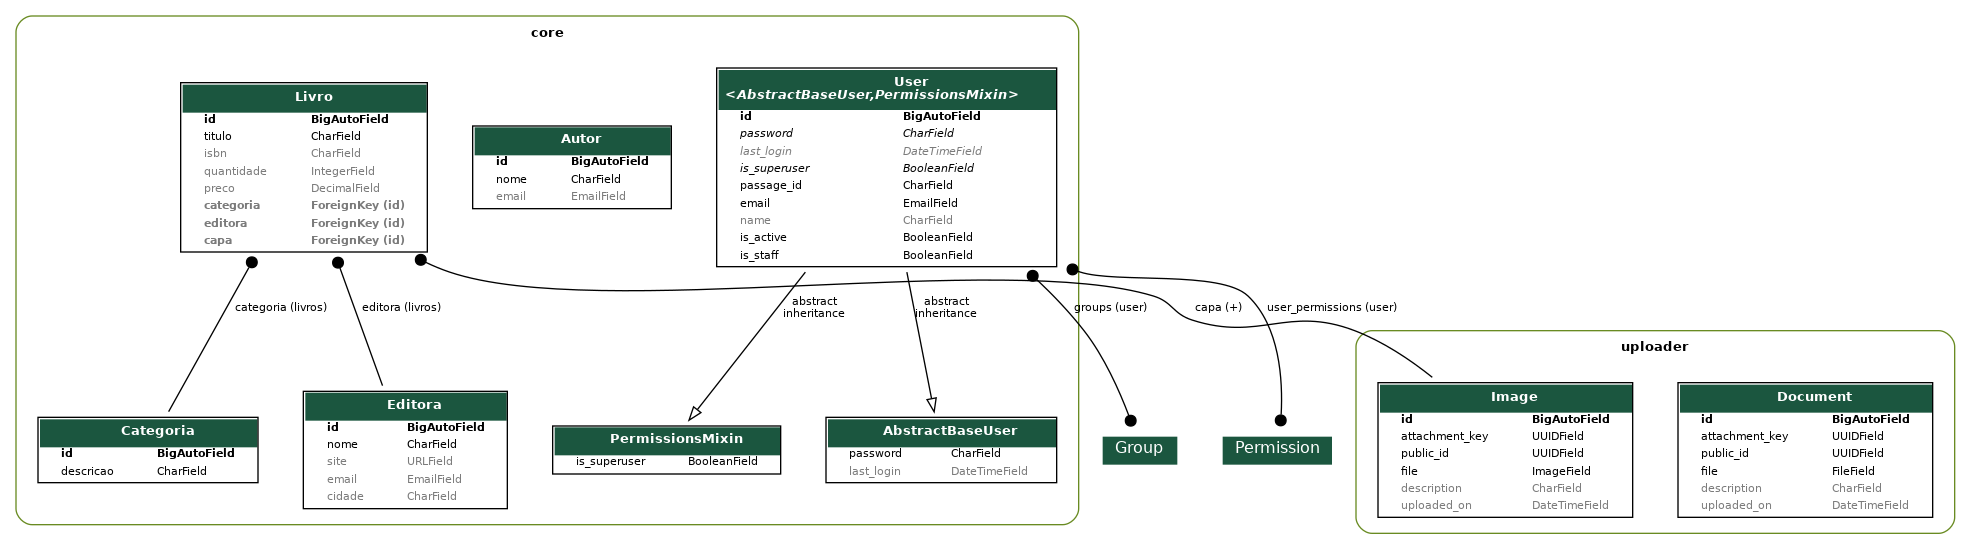 core
Livro
id BigAutoField
titulo CharField
isbn CharField
quantidade IntegerField
preco DecimalField
categoria ForeignKey (id)
editora ForeignKey (id)
capa ForeignKey (id)
Autor
id BigAutoField
nome CharField
email EmailField
User
<AbstractBaseUser,PermissionsMixin>
id BigAutoField
password CharField
last_login DateTimeField
is_superuser BooleanField
passage_id CharField
email EmailField
name CharField
is_active BooleanField
is_staff BooleanField
categoria (livros)
editora (livros)
abstract
inheritance
abstract
inheritance
groups (user)
capa (+)
user_permissions (user)
Categoria
id BigAutoField
descricao CharField
Editora
id BigAutoField
nome CharField
site URLField
email EmailField
cidade CharField
PermissionsMixin
is_superuser BooleanField
AbstractBaseUser
password CharField
last_login DateTimeField
Group
Permission
uploader
Image
id BigAutoField
attachment_key UUIDField
public_id UUIDField
file ImageField
description CharField
uploaded_on DateTimeField
Document
id BigAutoField
attachment_key UUIDField
public_id UUIDField
file FileField
description CharField
uploaded_on DateTimeField